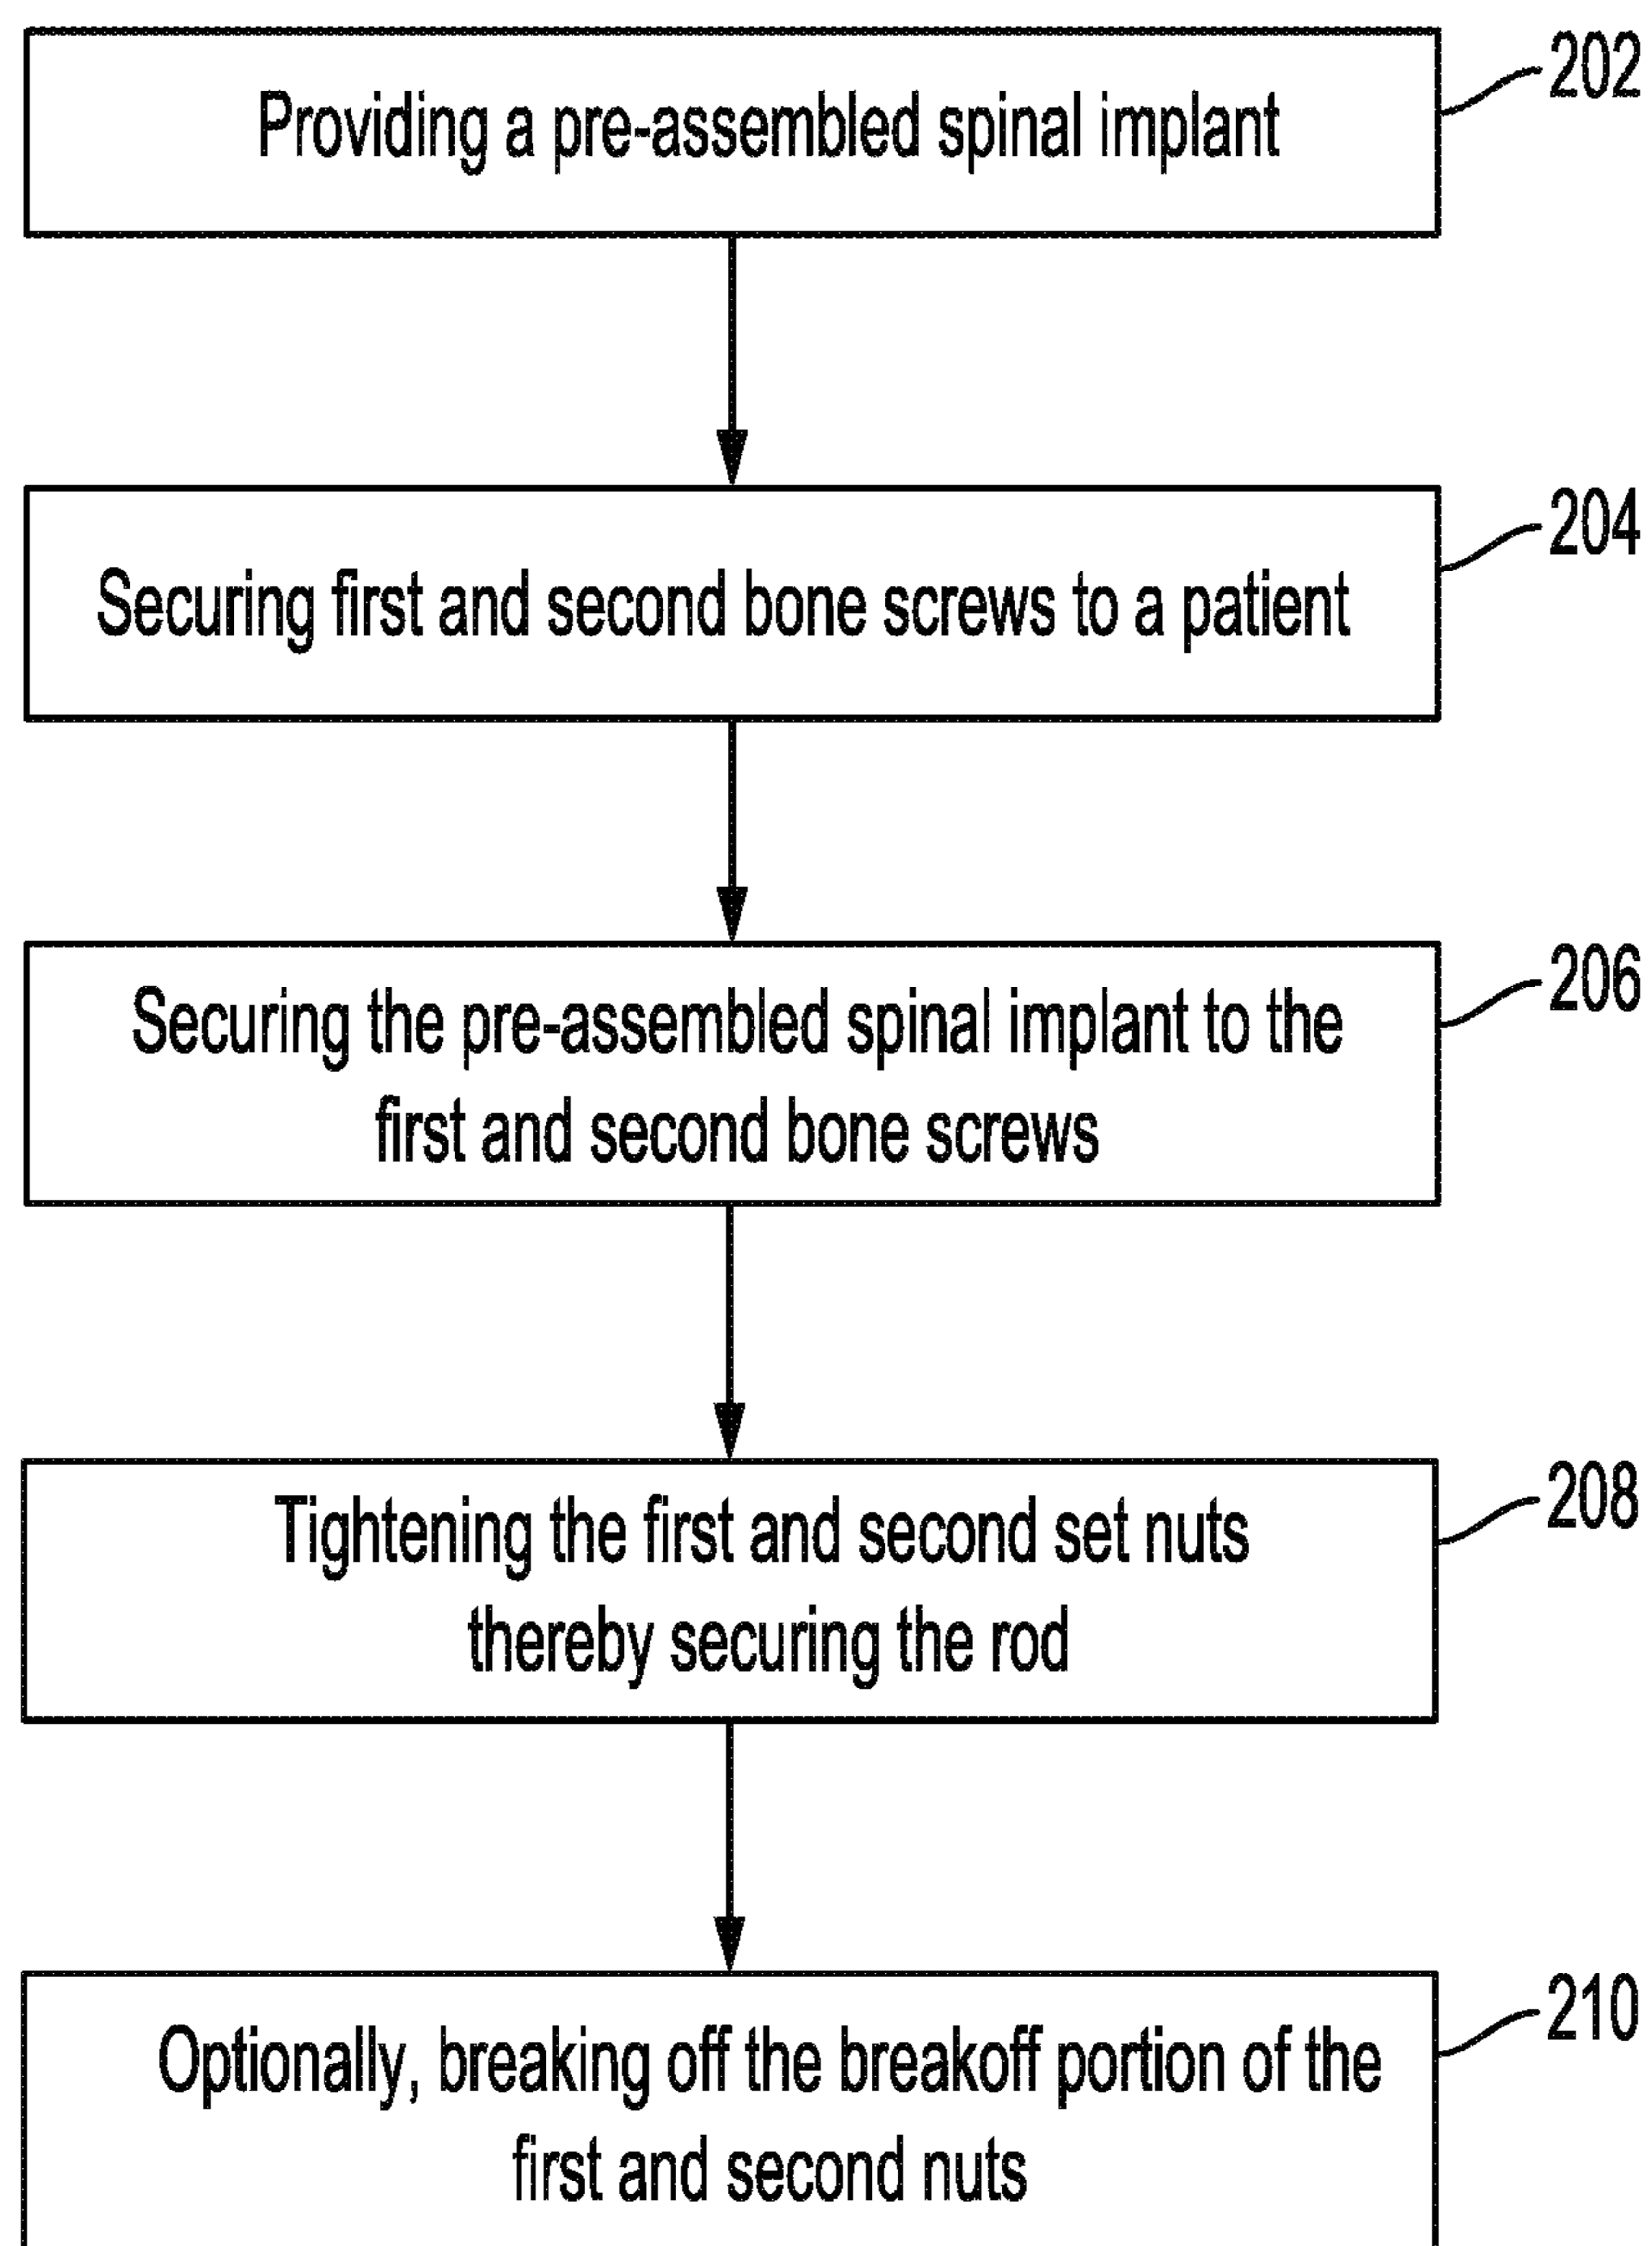 Providing a pre-assembled spinal implant
202
Securing first and second bone screws to a patient
204
Securing the pre-assembled spinal implant to the
first and second bone screws
206
Tightening the first and second set nuts
thereby securing the rod
208
Optionally, breaking off the breakoff portion of the
first and second nuts
210